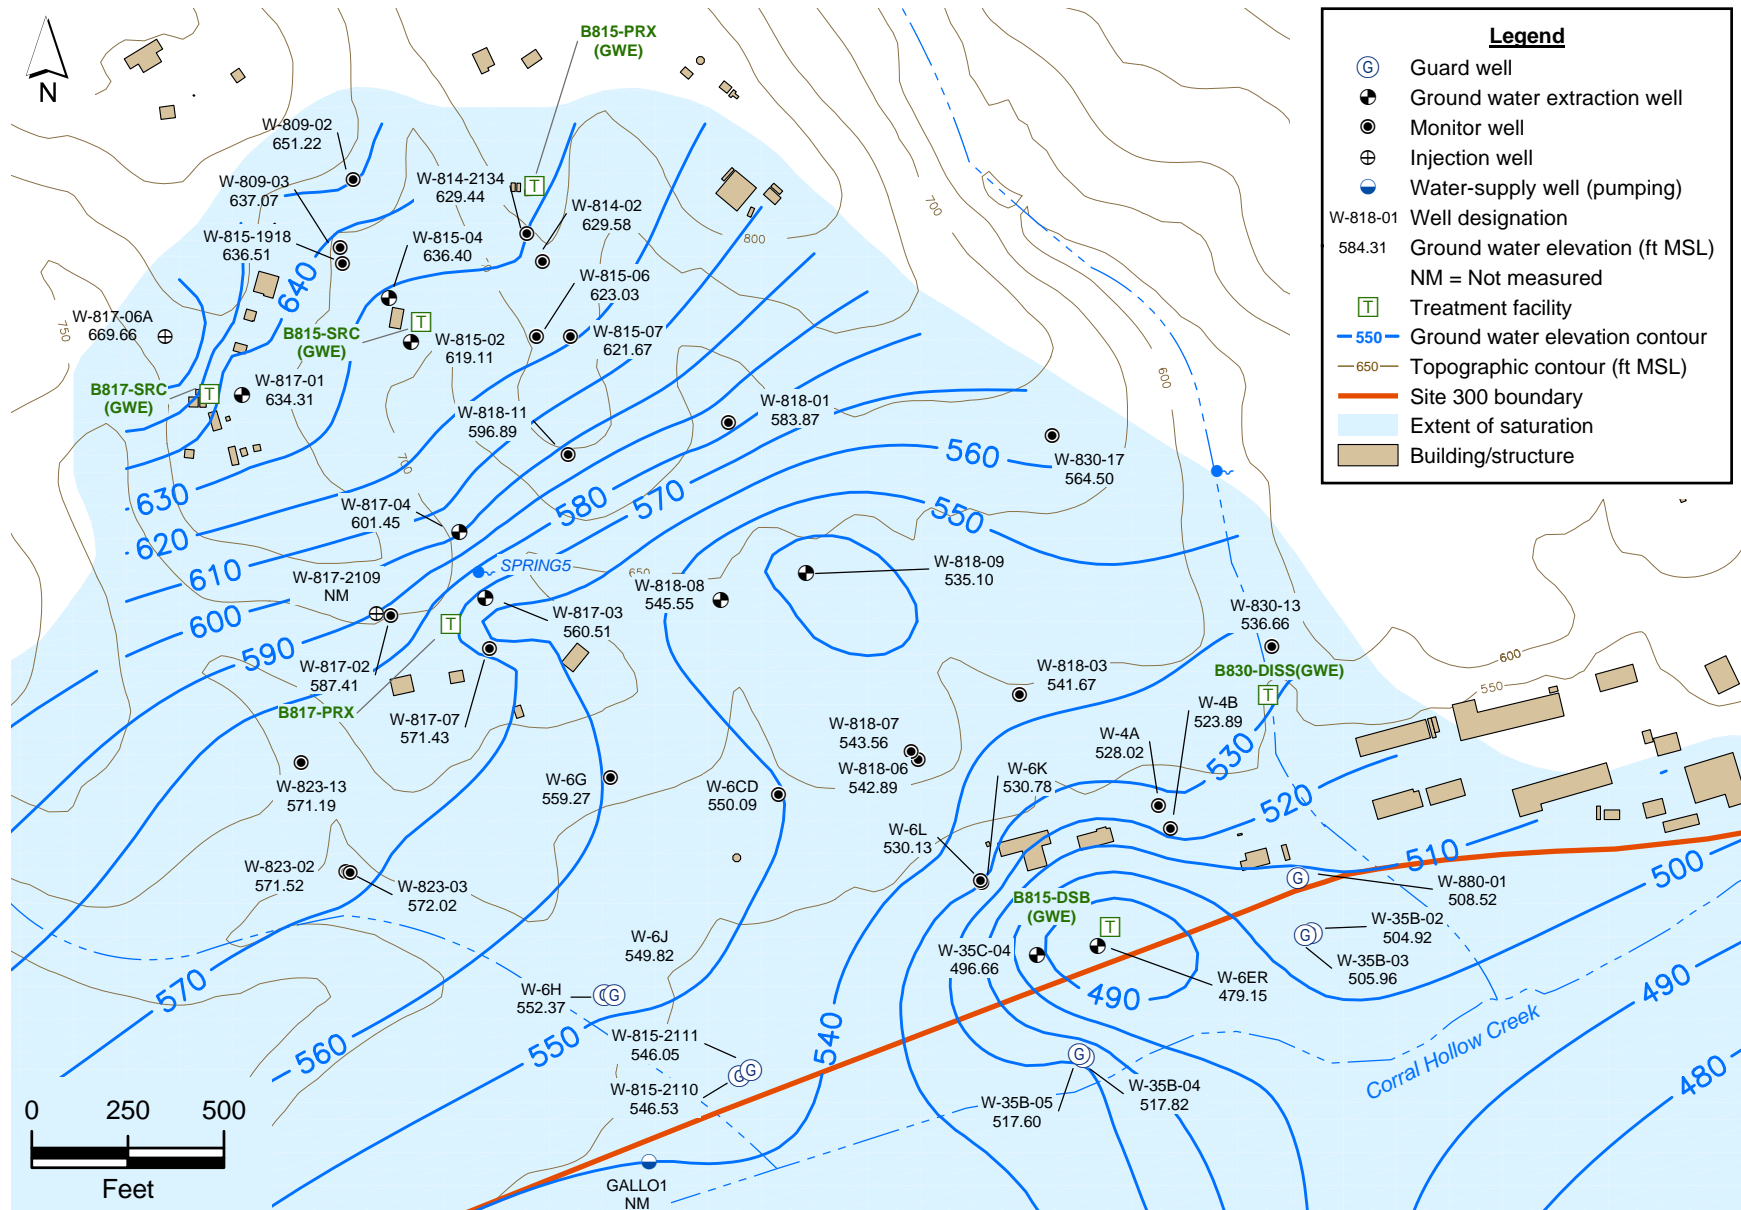 N
B815-PRX
(GWE)
Legend
Guard well
Ground water extraction well
Monitor well
Injection well
Water-supply well (pumping)
W-818-01 Well designation
584.31 Ground water elevation (ft MSL)
NM = Not measured
T Treatment facility
550 Ground water elevation contour
650 Topographic contour (ft MSL)
Site 300 boundary
Extent of saturation
Building/structure
G
W-809-02
651.22
W-809-03
637.07
W-815-1918
636.51
W-814-2134
629.44
T
W-814-02
629.58
W-815-04
636.40
W-815-06
623.03
W-815-07
621.67
W-815-02
619.11
B815-SRC
(GWE)
T
W-817-06A
669.66
B817-SRC
(GWE)
T
W-817-01
634.31
W-818-11
596.89
W-818-01
583.87
W-830-17
564.50
W-817-04
601.45
W-817-2109
NM
SPRING5
W-818-08
545.55
W-818-09
535.10
W-817-03
560.51
T
W-817-02
587.41
B817-PRX
W-817-07
571.43
W-830-13
536.66
B830-DISS(GWE)
T
W-818-03
541.67
W-4B
523.89
W-4A
528.02
W-818-07
543.56
W-818-06
542.89
W-6K
530.78
W-6L
530.13
W-823-13
571.19
W-6G
559.27
W-6CD
550.09
W-823-02
571.52
W-823-03
572.02
W-6J
549.82
W-6H
552.37
G
W-815-2111
546.05
W-815-2110
546.53
G
G
B815-DSB
(GWE)
T
W-35C-04
496.66
W-6ER
479.15
G
W-880-01
508.52
W-35B-02
504.92
G
W-35B-03
505.96
G
W-35B-04
517.82
W-35B-05
517.60
GALLO1
NM
Corral Hollow Creek
640
630
620
610
600
590
580
570
560
550
530
520
510
500
490
480
490
540
550
560
570
750
700
800
700
600
650
600
550
0 250 500
Feet